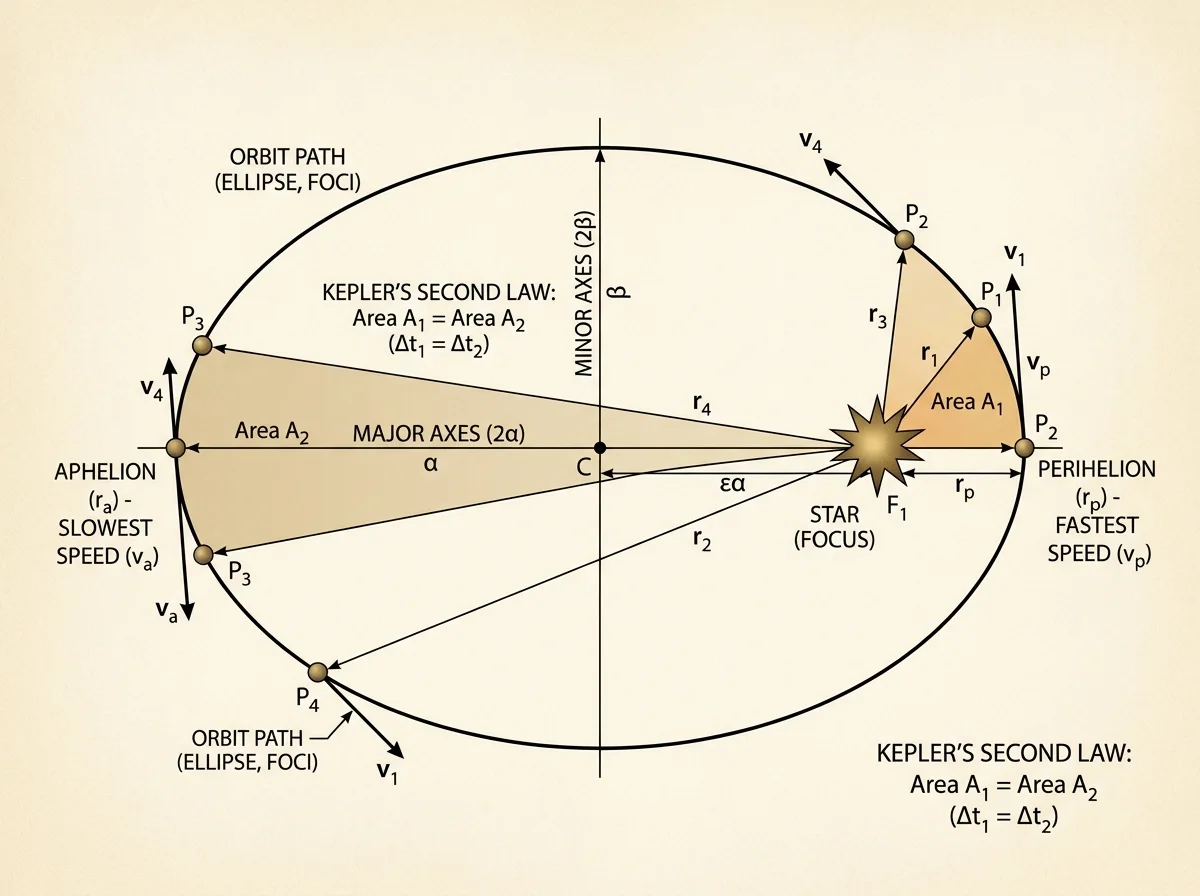 v₄
ORBIT PATH
(ELLIPSE, FOCI)
P₂
v₁
KEPLER'S SECOND LAW:
Area A₁ = Area A₂
(Δt₁ = Δt₂)
MINOR AXES (2β)
β
P₃
r₃
P₁
r₁
vₚ
v₄
r₄
Area A₁
Area A₂
MAJOR AXES (2α)
α
C
P₂
APHELION
(rₐ) -
SLOWEST
SPEED (vₐ)
εα
rₚ
F₁
STAR
(FOCUS)
PERIHELION
(rₚ) -
FASTEST
SPEED (vₚ)
r₂
P₃
vₐ
P₄
ORBIT PATH
(ELLIPSE, FOCI)
v₁
KEPLER'S SECOND LAW:
Area A₁ = Area A₂
(Δt₁ = Δt₂)